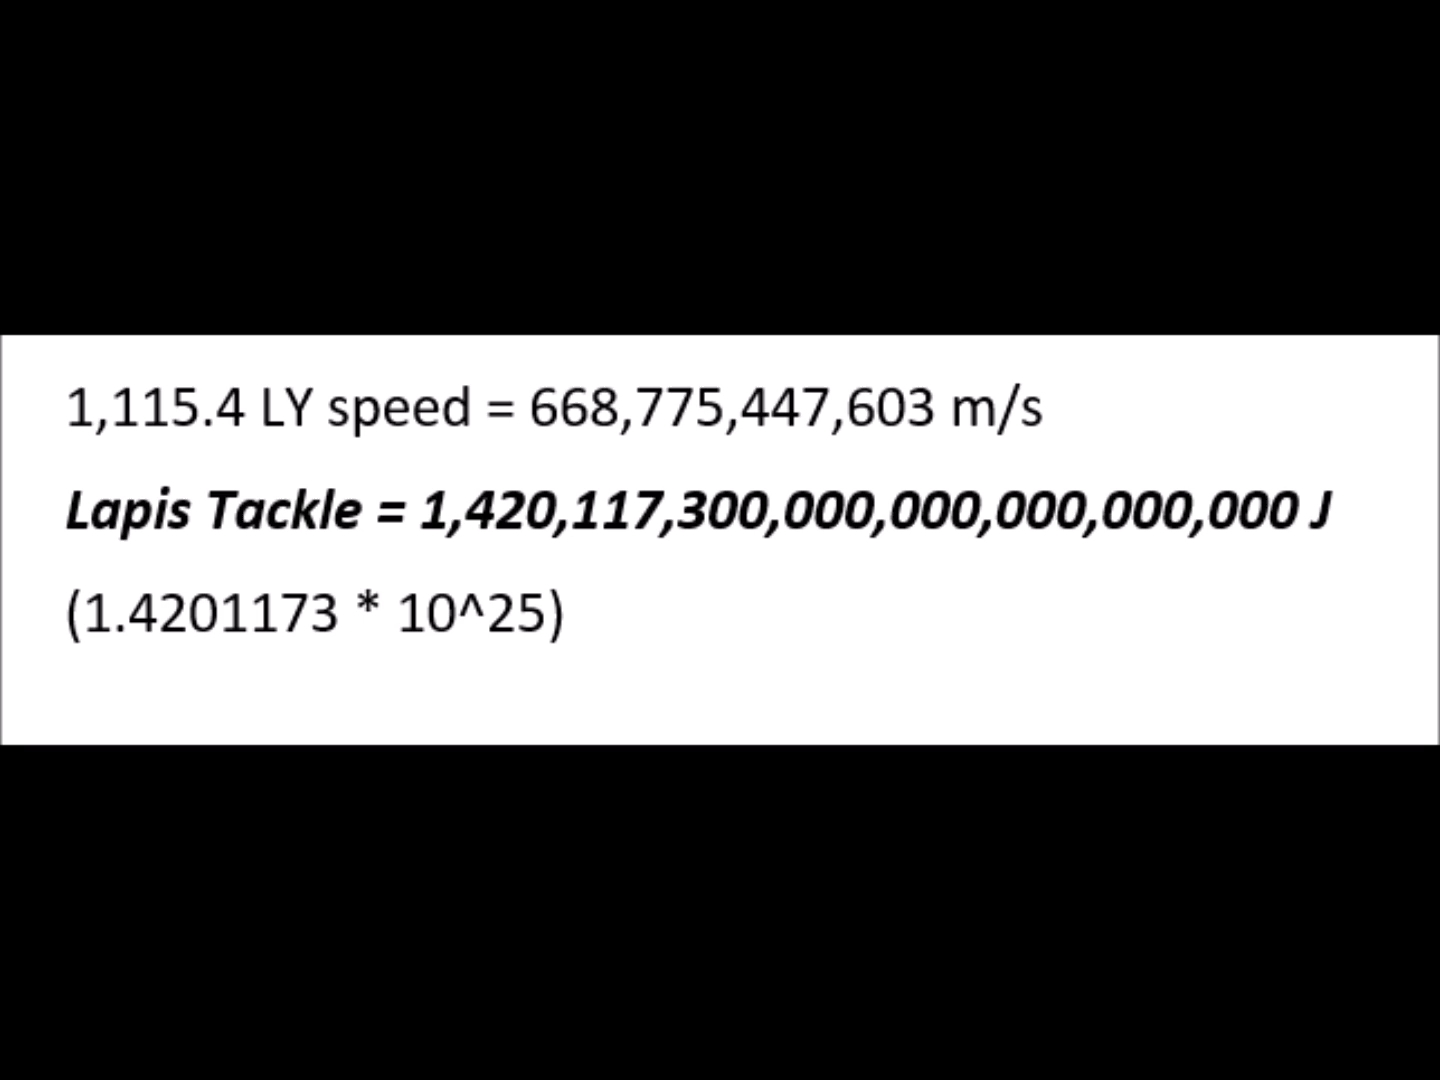 1,115.4 LY speed = 668,775,447,603 m/s
Lapis Tackle = 1,420,117,300,000,000,000,000,000 J
(1.4201173 * 10^25)